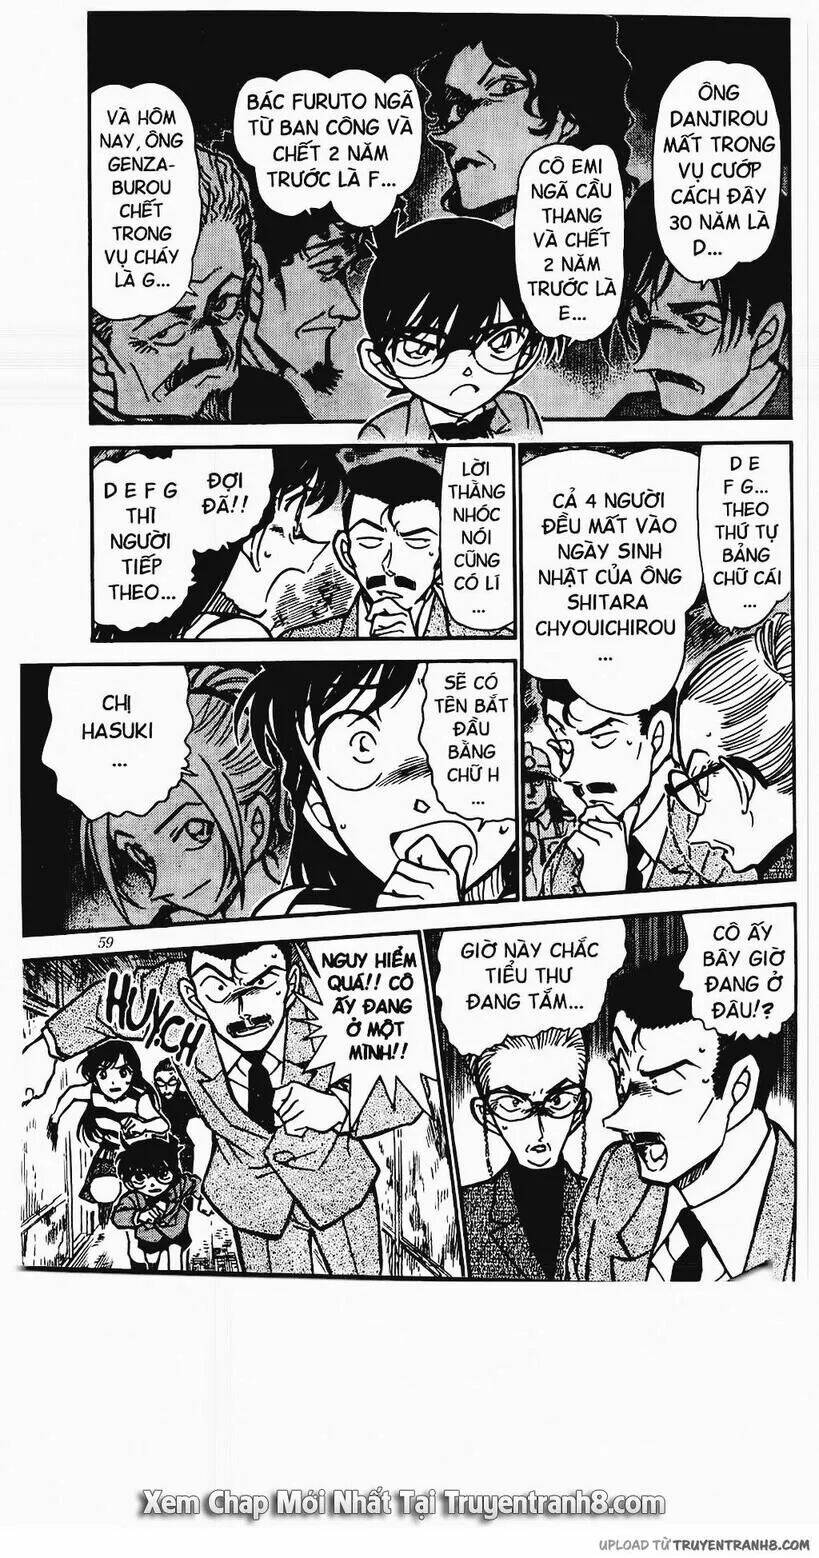 ÔNG
DANJIROU
MẤT TRONG
VỤ CƯỚP
CÁCH ĐÂY
30 NĂM LÀ
D...
CÔ EMI
NGÃ CẦU
THANG
VÀ CHẾT
2 NĂM
TRƯỚC LÀ
E...
BÁC FURUTO NGÃ
TỪ BAN CÔNG VÀ
CHẾT 2 NĂM
TRƯỚC LÀ F...
VÀ HÔM
NAY, ÔNG
GENZA-
BUROU
CHẾT
TRONG
VỤ CHÁY
LÀ G...
D E
F G...
THEO
THỨ TỰ
BẢNG
CHỮ CÁI
CẢ 4 NGƯỜI
ĐỀU MẤT VÀO
NGÀY SINH
NHẬT CỦA ÔNG
SHITARA
CHYOUICHIROU
...
LỜI
THẰNG
NHÓC
NÓI
CŨNG
CÓ LÍ
...
ĐỢI
ĐÃ!!
D E F G
THÌ
NGƯỜI
TIẾP
THEO...
SẼ CÓ
TÊN BẮT
ĐẦU
BẰNG
CHỮ H
...
CHỊ
HASUKI
...
59
CÔ ẤY
BÂY GIỜ
ĐANG Ở
ĐÂU!?
GIỜ NÀY CHẮC
TIỂU THƯ
ĐANG TẮM...
NGUY HIỂM
QUÁ!! CÔ
ẤY ĐANG
Ở MỘT
MÌNH!!
HUỴCH
Xem Chap Mới Nhất Tại Truyentranh8.com
UPLOAD TỪ TRUYENTRANH8.COM